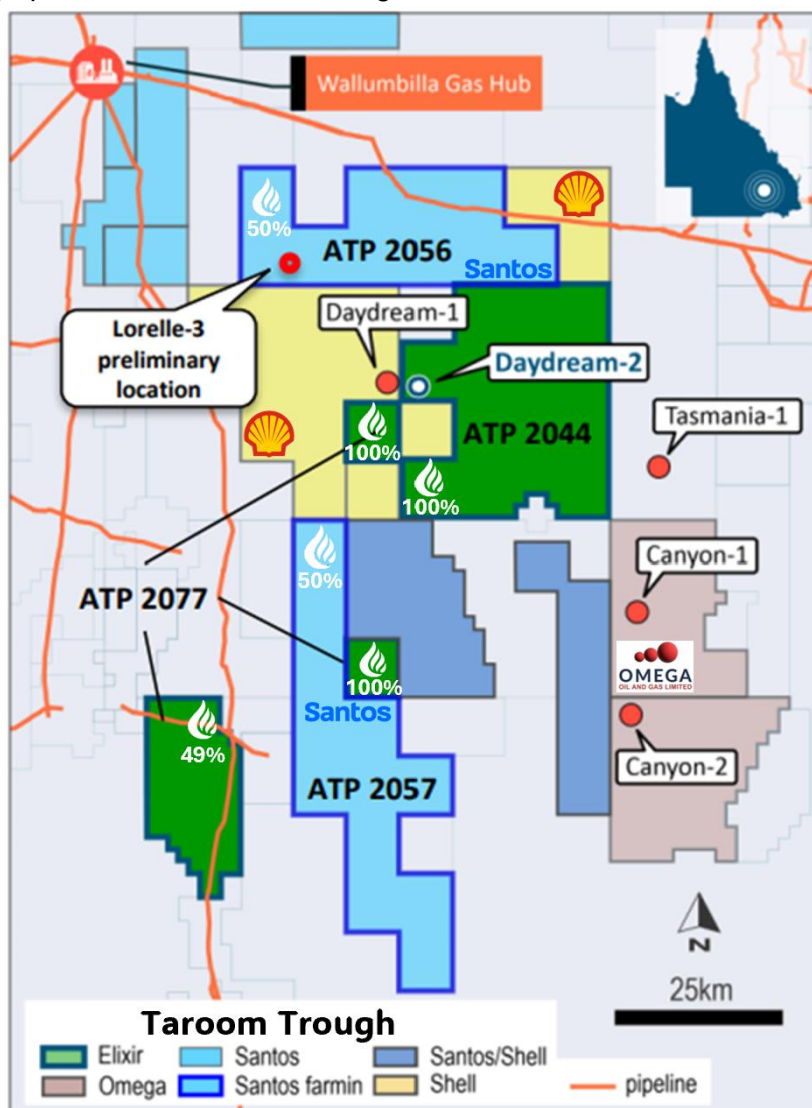 Wallumbilla Gas Hub
50%
ATP 2056
Santos
Lorelle-3
preliminary
location
Daydream-1
Daydream-2
100%
ATP 2044
100%
Tasmania-1
50%
Canyon-1
ATP 2077
OMEGA
OIL AND GAS LIMITED
100%
Santos
49%
Canyon-2
ATP 2057
N
25km
Taroom Trough
Elixir
Santos
Santos/Shell
Omega
Santos farmin
Shell
pipeline